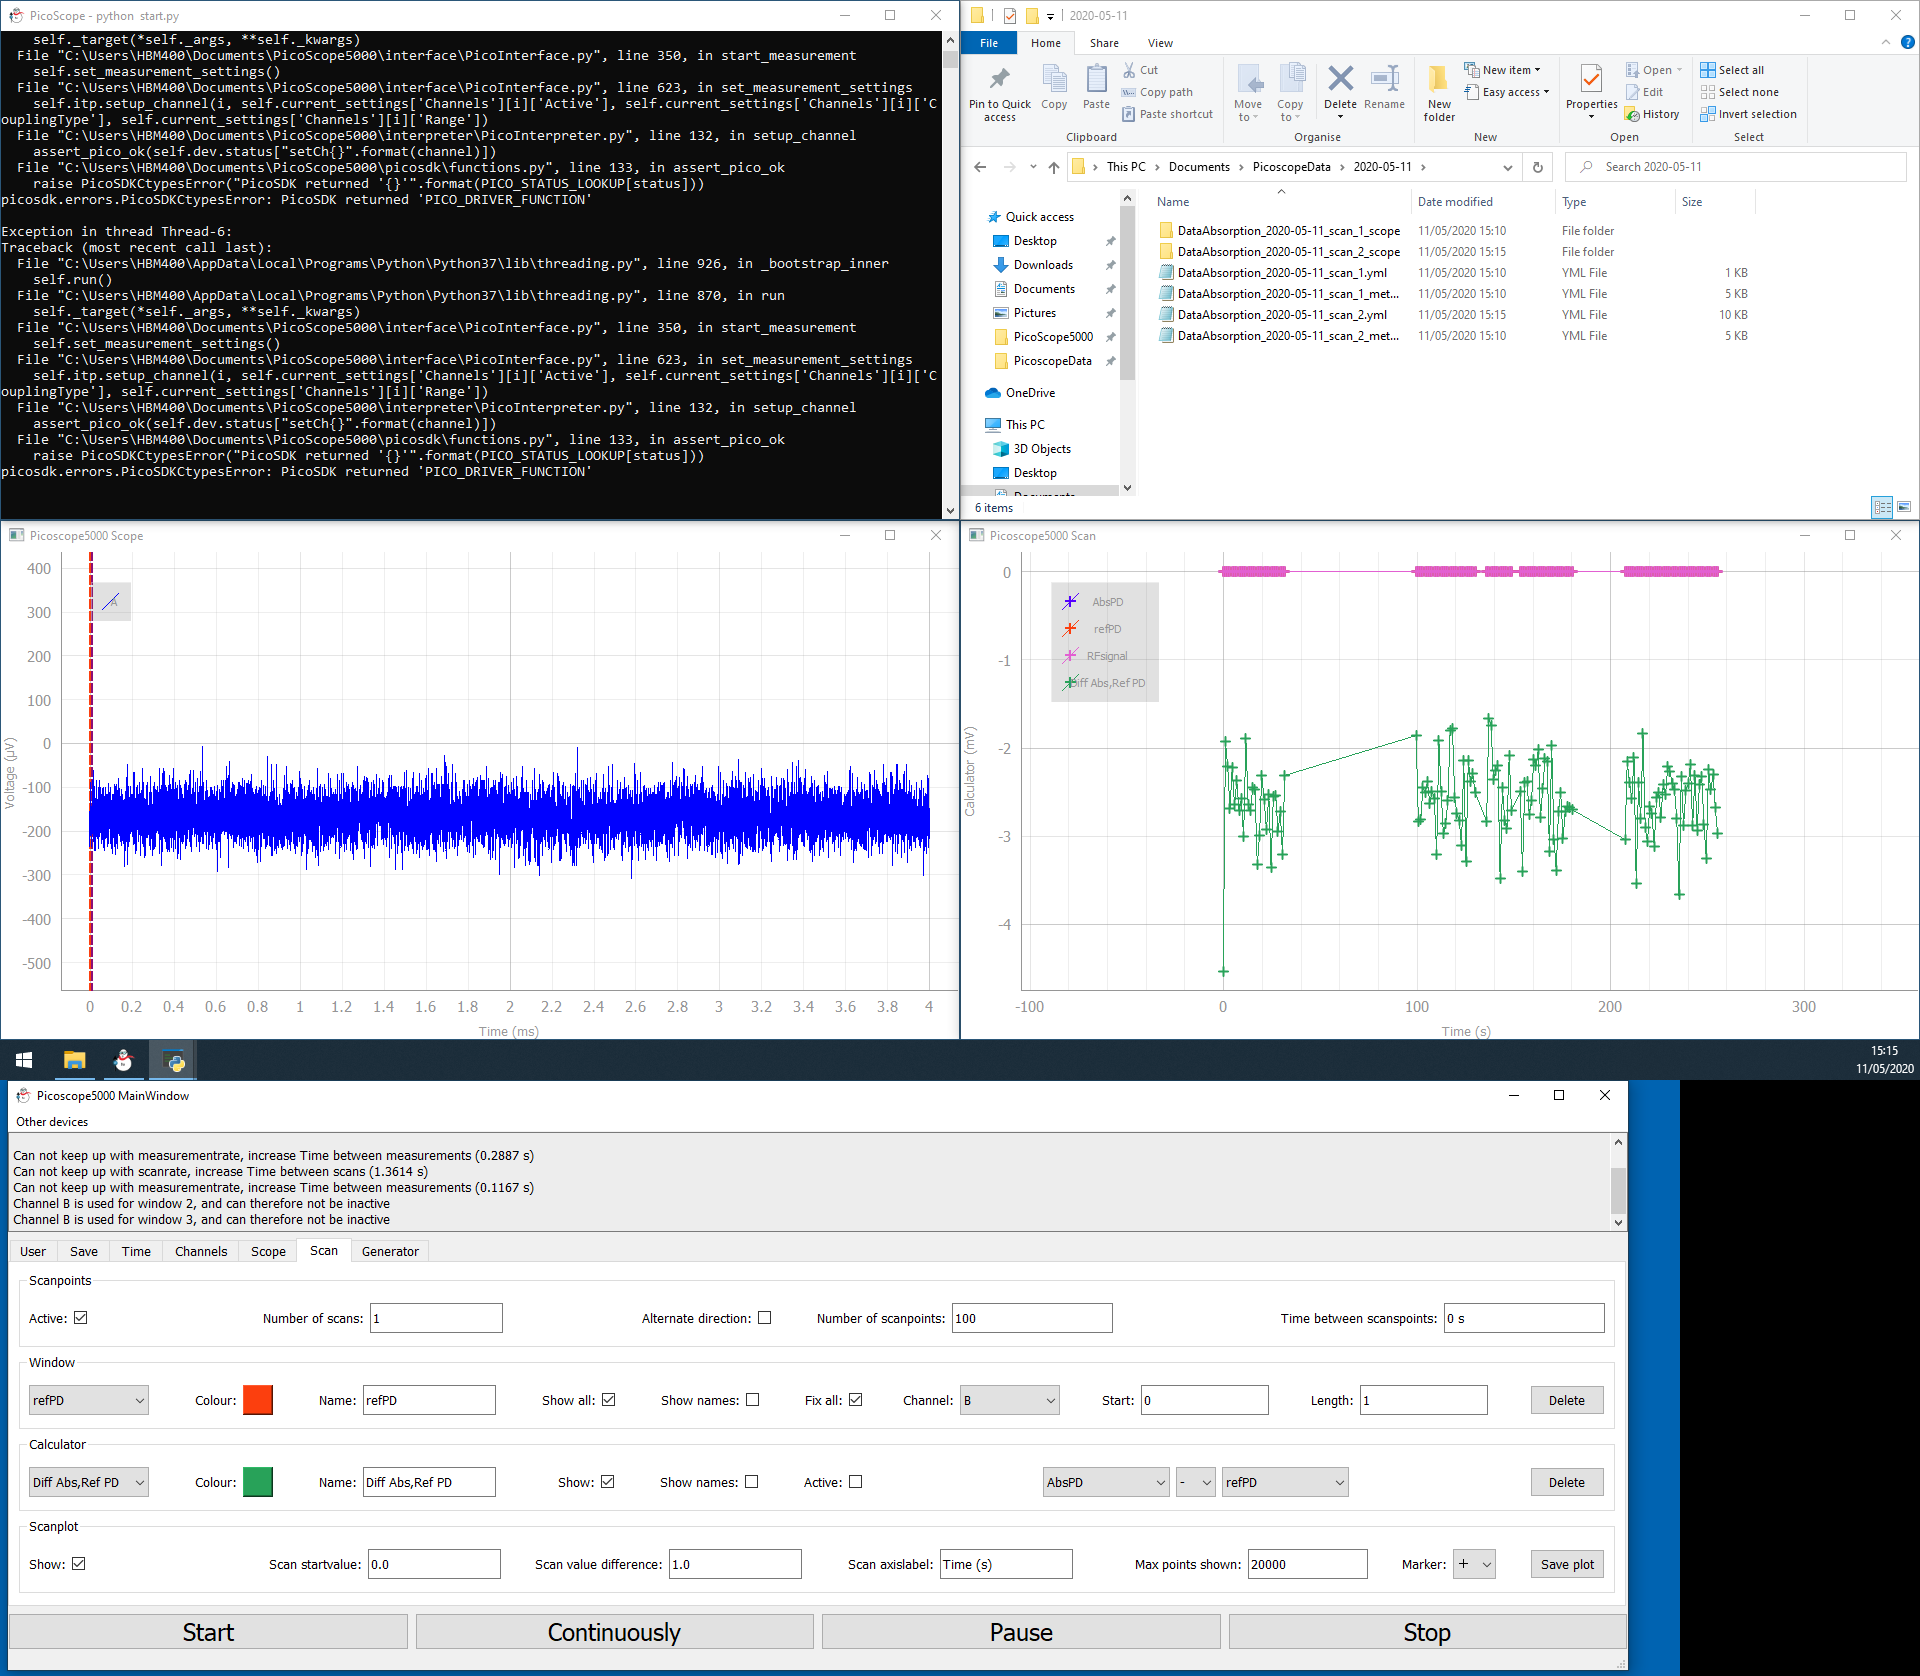 PicoScope - python  start.py
self._target(*self._args, **self._kwargs)
File "C:\Users\HBM400\Documents\PicoScope5000\interface\PicoInterface.py", line 350, in start_measurement
self.set_measurement_settings()
File "C:\Users\HBM400\Documents\PicoScope5000\interface\PicoInterface.py", line 623, in set_measurement_settings
self.itp.setup_channel(i, self.current_settings['Channels'][i]['Active'], self.current_settings['Channels'][i]['C
ouplingType'], self.current_settings['Channels'][i]['Range'])
File "C:\Users\HBM400\Documents\PicoScope5000\interpreter\PicoInterpreter.py", line 132, in setup_channel
assert_pico_ok(self.dev.status["setCh{}".format(channel)])
File "C:\Users\HBM400\Documents\PicoScope5000\picosdk\functions.py", line 133, in assert_pico_ok
raise PicoSDKCtypesError("PicoSDK returned '{}'".format(PICO_STATUS_LOOKUP[status]))
picosdk.errors.PicoSDKCtypesError: PicoSDK returned 'PICO_DRIVER_FUNCTION'
Exception in thread Thread-6:
Traceback (most recent call last):
File "C:\Users\HBM400\AppData\Local\Programs\Python\Python37\lib\threading.py", line 926, in _bootstrap_inner
self.run()
File "C:\Users\HBM400\AppData\Local\Programs\Python\Python37\lib\threading.py", line 870, in run
self._target(*self._args, **self._kwargs)
File "C:\Users\HBM400\Documents\PicoScope5000\interface\PicoInterface.py", line 350, in start_measurement
self.set_measurement_settings()
File "C:\Users\HBM400\Documents\PicoScope5000\interface\PicoInterface.py", line 623, in set_measurement_settings
self.itp.setup_channel(i, self.current_settings['Channels'][i]['Active'], self.current_settings['Channels'][i]['C
ouplingType'], self.current_settings['Channels'][i]['Range'])
File "C:\Users\HBM400\Documents\PicoScope5000\interpreter\PicoInterpreter.py", line 132, in setup_channel
assert_pico_ok(self.dev.status["setCh{}".format(channel)])
File "C:\Users\HBM400\Documents\PicoScope5000\picosdk\functions.py", line 133, in assert_pico_ok
raise PicoSDKCtypesError("PicoSDK returned '{}'".format(PICO_STATUS_LOOKUP[status]))
picosdk.errors.PicoSDKCtypesError: PicoSDK returned 'PICO_DRIVER_FUNCTION'
2020-05-11
File Home Share View
Pin to Quick access
Copy
Paste
Cut
Copy path
Paste shortcut
Clipboard
Move to
Copy to
Delete
Rename
Organise
New folder
New item
Easy access
New
Properties
Open
Edit
History
Open
Select all
Select none
Invert selection
Select
This PC > Documents > PicoscopeData > 2020-05-11 >
Search 2020-05-11
Quick access
Desktop
Downloads
Documents
Pictures
PicoScope5000
PicoscopeData
OneDrive
This PC
3D Objects
Desktop
Documents
Name Date modified Type Size
DataAbsorption_2020-05-11_scan_1_scope 11/05/2020 15:10 File folder
DataAbsorption_2020-05-11_scan_2_scope 11/05/2020 15:15 File folder
DataAbsorption_2020-05-11_scan_1.yml 11/05/2020 15:10 YML File 1 KB
DataAbsorption_2020-05-11_scan_1_met... 11/05/2020 15:10 YML File 5 KB
DataAbsorption_2020-05-11_scan_2.yml 11/05/2020 15:15 YML File 10 KB
DataAbsorption_2020-05-11_scan_2_met... 11/05/2020 15:10 YML File 5 KB
6 items
Picoscope5000 Scope
Voltage (µV)
400
300
200
100
0
-100
-200
-300
-400
-500
A
0 0.2 0.4 0.6 0.8 1 1.2 1.4 1.6 1.8 2 2.2 2.4 2.6 2.8 3 3.2 3.4 3.6 3.8 4
Time (ms)
Picoscope5000 Scan
Calculator (mV)
0
-1
-2
-3
-4
AbsPD
refPD
RFsignal
Diff Abs,Ref PD
-100 0 100 200 300
Time (s)
15:15
11/05/2020
Picoscope5000 MainWindow
Other devices
Can not keep up with measurementrate, increase Time between measurements (0.2887 s)
Can not keep up with scanrate, increase Time between scans (1.3614 s)
Can not keep up with measurementrate, increase Time between measurements (0.1167 s)
Channel B is used for window 2, and can therefore not be inactive
Channel B is used for window 3, and can therefore not be inactive
User Save Time Channels Scope Scan Generator
Scanpoints
Active: Number of scans: 1 Alternate direction: Number of scanpoints: 100 Time between scanspoints: 0 s
Window
refPD Colour: Name: refPD Show all: Show names: Fix all: Channel: B Start: 0 Length: 1 Delete
Calculator
Diff Abs,Ref PD Colour: Name: Diff Abs,Ref PD Show: Show names: Active: AbsPD - refPD Delete
Scanplot
Show: Scan startvalue: 0.0 Scan value difference: 1.0 Scan axislabel: Time (s) Max points shown: 20000 Marker: + Save plot
Start Continuously Pause Stop